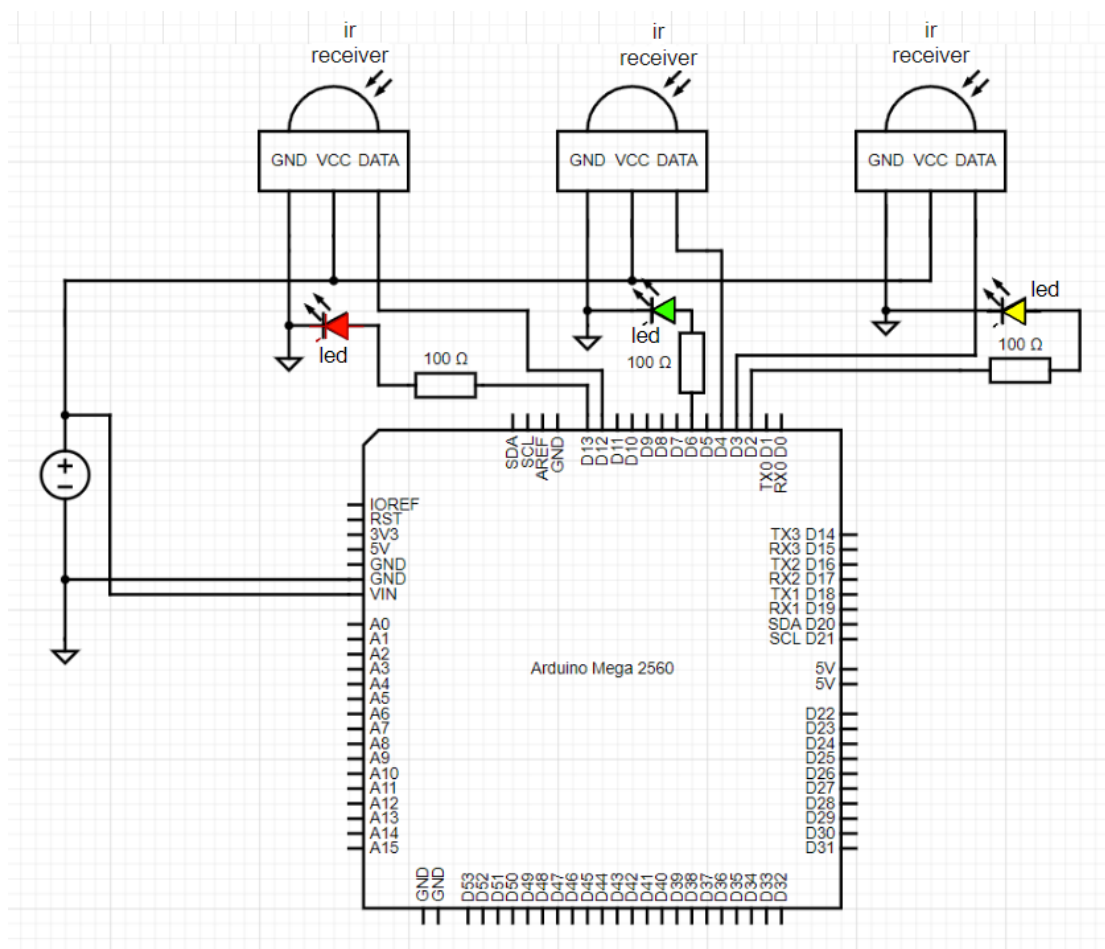 ir
receiver
ir
receiver
ir
receiver
GND VCC DATA
GND VCC DATA
GND VCC DATA
led
led
led
100 Ω
100 Ω
100 Ω
SDA
SCL
AREF
GND
D13
D12
D11
D10
D9
D8
D7
D6
D5
D4
D3
D2
TX0 D1
RX0 D0
IOREF
RST
3V3
5V
GND
GND
VIN
A0
A1
A2
A3
A4
A5
A6
A7
A8
A9
A10
A11
A12
A13
A14
A15
Arduino Mega 2560
TX3 D14
RX3 D15
TX2 D16
RX2 D17
TX1 D18
RX1 D19
SDA D20
SCL D21
5V
5V
D22
D23
D24
D25
D26
D27
D28
D29
D30
D31
GND
GND
D53
D52
D51
D50
D49
D48
D47
D46
D45
D44
D43
D42
D41
D40
D39
D38
D37
D36
D35
D34
D33
D32